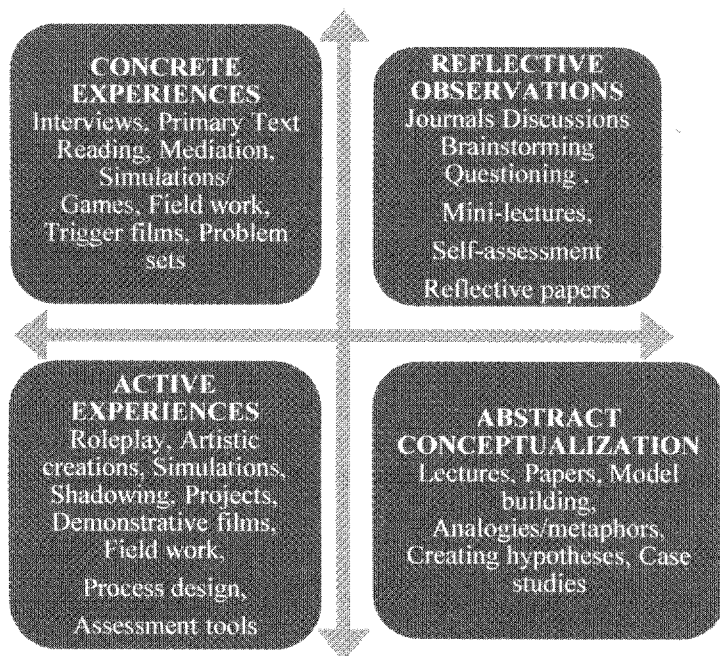 CONCRETE
EXPERIENCES
Interviews, Primary Text
Reading, Mediation,
Simulations/
Games, Field work,
Trigger films, Problem
sets
REFLECTIVE
OBSERVATIONS
Journals Discussions
Brainstorming
Questioning .
Mini-lectures,
Self-assessment
Reflective papers
ACTIVE
EXPERIENCES
Roleplay, Artistic
creations, Simulations,
Shadowing, Projects,
Demonstrative films,
Field work,
Process design,
Assessment tools
ABSTRACT
CONCEPTUALIZATION
Lectures, Papers, Model
building,
Analogies/metaphors,
Creating hypotheses, Case
studies